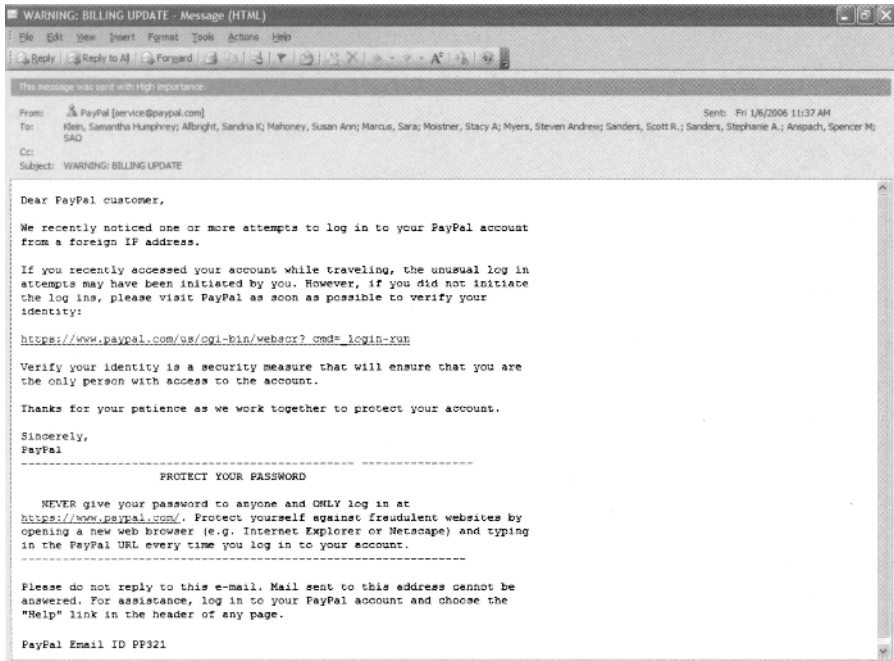 WARNING: BILLING UPDATE - Message (HTML)
File Edit View Insert Format Tools Actions Help
Reply Reply to All Forward
This message was sent with High importance.
From: PayPal [service@paypal.com] Sent: Fri 1/6/2006 11:37 AM
To: Klein, Samantha Humphrey; Albright, Sandria K; Mahoney, Susan Ann; Marcus, Sara; Moistner, Stacy A; Myers, Steven Andrew; Sanders, Scott R.; Sanders, Stephanie A.; Anspach, Spencer M;
SAO
Cc:
Subject: WARNING: BILLING UPDATE
Dear PayPal customer,
We recently noticed one or more attempts to log in to your PayPal account
from a foreign IP address.
If you recently accessed your account while traveling, the unusual log in
attempts may have been initiated by you. However, if you did not initiate
the log ins, please visit PayPal as soon as possible to verify your
identity:
https://www.paypal.com/us/cgi-bin/webscr?_cmd=_login-run
Verify your identity is a security measure that will ensure that you are
the only person with access to the account.
Thanks for your patience as we work together to protect your account.
Sincerely,
PayPal
---------------------------------------------- ---------------
PROTECT YOUR PASSWORD
NEVER give your password to anyone and ONLY log in at
https://www.paypal.com/. Protect yourself against fraudulent websites by
opening a new web browser (e.g. Internet Explorer or Netscape) and typing
in the PayPal URL every time you log in to your account.
--------------------------------------------------------------
Please do not reply to this e-mail. Mail sent to this address cannot be
answered. For assistance, log in to your PayPal account and choose the
"Help" link in the header of any page.
PayPal Email ID PP321